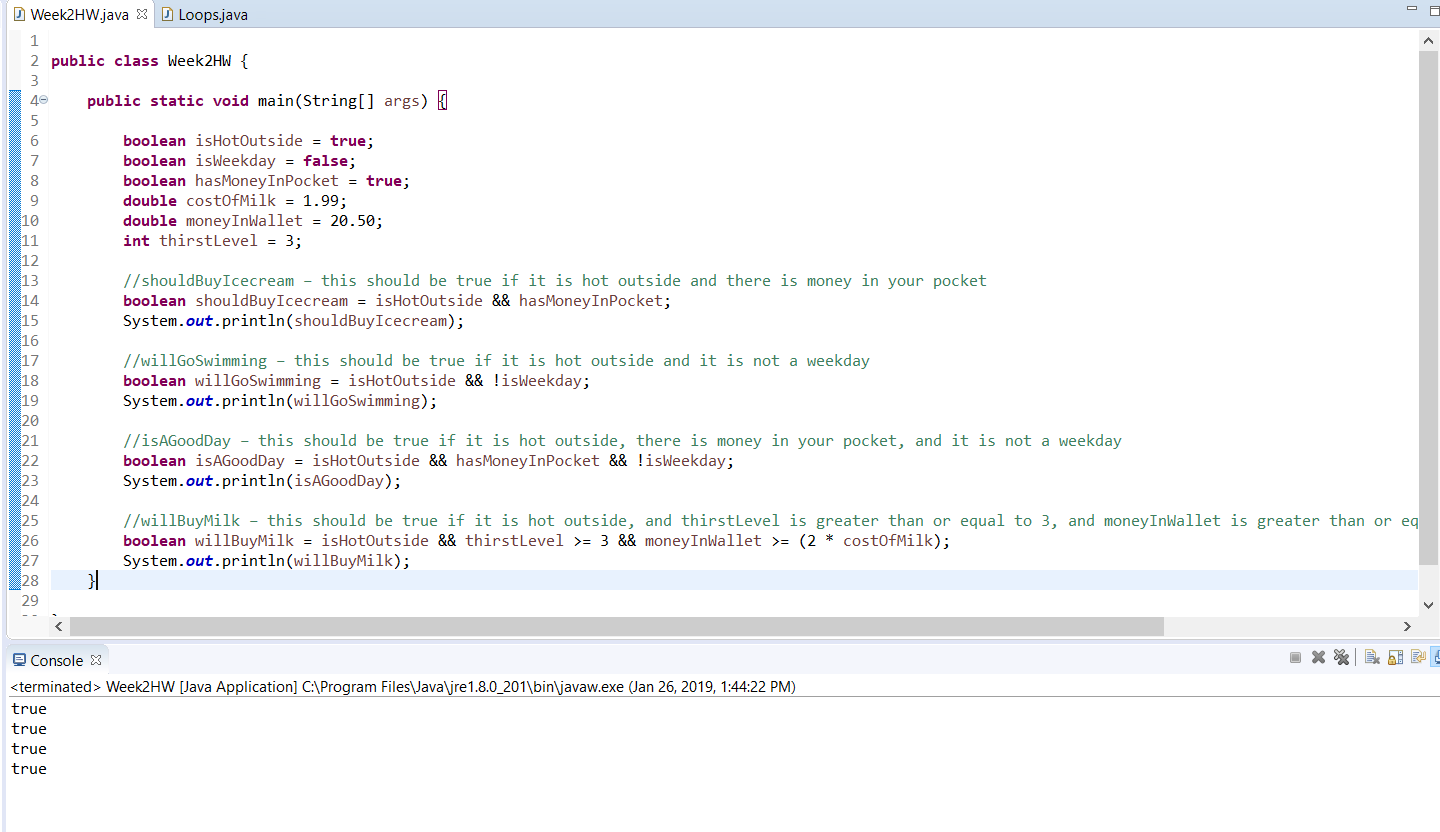 Week2HW.java Loops.java
1
2 public class Week2HW {
3
4 public static void main(String[] args) {
5
6 boolean isHotOutside = true;
7 boolean isWeekday = false;
8 boolean hasMoneyInPocket = true;
9 double costOfMilk = 1.99;
10 double moneyInWallet = 20.50;
11 int thirstLevel = 3;
12
13 //shouldBuyIcecream – this should be true if it is hot outside and there is money in your pocket
14 boolean shouldBuyIcecream = isHotOutside && hasMoneyInPocket;
15 System.out.println(shouldBuyIcecream);
16
17 //willGoSwimming – this should be true if it is hot outside and it is not a weekday
18 boolean willGoSwimming = isHotOutside && !isWeekday;
19 System.out.println(willGoSwimming);
20
21 //isAGoodDay – this should be true if it is hot outside, there is money in your pocket, and it is not a weekday
22 boolean isAGoodDay = isHotOutside && hasMoneyInPocket && !isWeekday;
23 System.out.println(isAGoodDay);
24
25 //willBuyMilk – this should be true if it is hot outside, and thirstLevel is greater than or equal to 3, and moneyInWallet is greater than or eq
26 boolean willBuyMilk = isHotOutside && thirstLevel >= 3 && moneyInWallet >= (2 * costOfMilk);
27 System.out.println(willBuyMilk);
28 }
29
Console
<terminated> Week2HW [Java Application] C:\Program Files\Java\jre1.8.0_201\bin\javaw.exe (Jan 26, 2019, 1:44:22 PM)
true
true
true
true